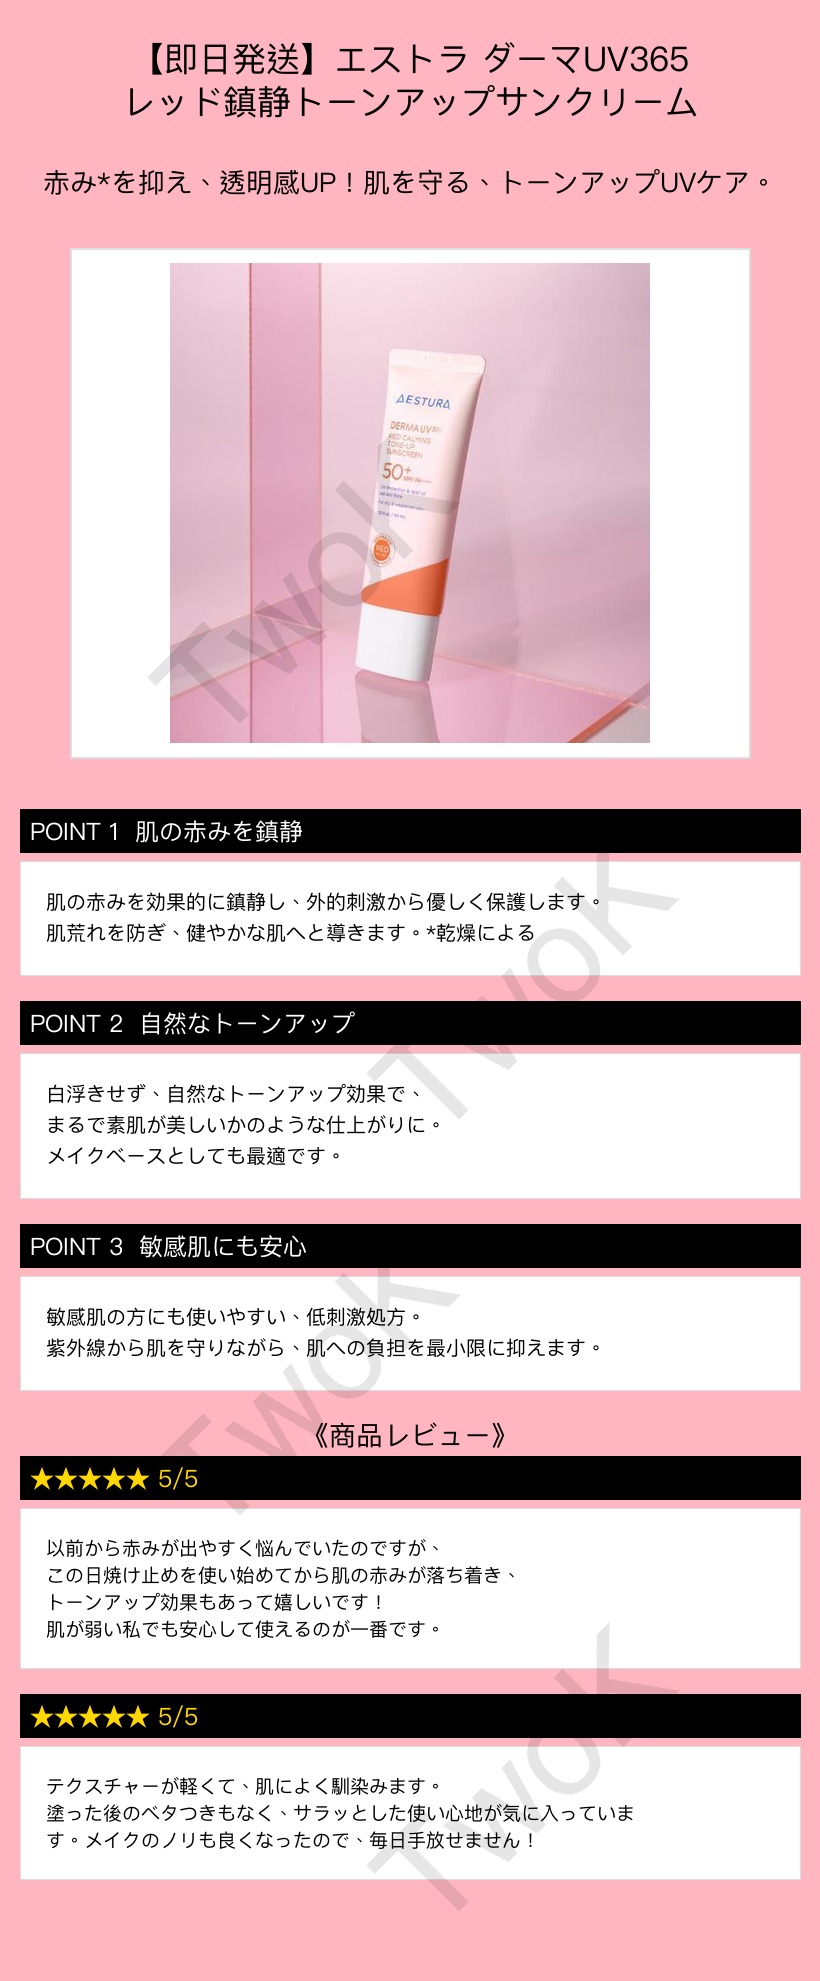 【即日発送】エストラ ダーマUV365
レッド鎮静トーンアップサンクリーム
赤み*を抑え、透明感UP！肌を守る、トーンアップUVケア。
AESTURA
DERMAUV365
RED CALMING
TONE-UP
SUNSCREEN
50+
RED
TwoK
POINT 1 肌の赤みを鎮静
肌の赤みを効果的に鎮静し、外的刺激から優しく保護します。
肌荒れを防ぎ、健やかな肌へと導きます。*乾燥による
TwoK
POINT 2 自然なトーンアップ
白浮きせず、自然なトーンアップ効果で、
まるで素肌が美しいかのような仕上がりに。
メイクベースとしても最適です。
POINT 3 敏感肌にも安心
敏感肌の方にも使いやすい、低刺激処方。
紫外線から肌を守りながら、肌への負担を最小限に抑えます。
TwoK
《商品レビュー》
★★★★★ 5/5
以前から赤みが出やすく悩んでいたのですが、
この日焼け止めを使い始めてから肌の赤みが落ち着き、
トーンアップ効果もあって嬉しいです！
肌が弱い私でも安心して使えるのが一番です。
★★★★★ 5/5
テクスチャーが軽くて、肌によく馴染みます。
塗った後のベタつきもなく、サラッとした使い心地が気に入っていま
す。メイクのノリも良くなったので、毎日手放せません！
TwoK